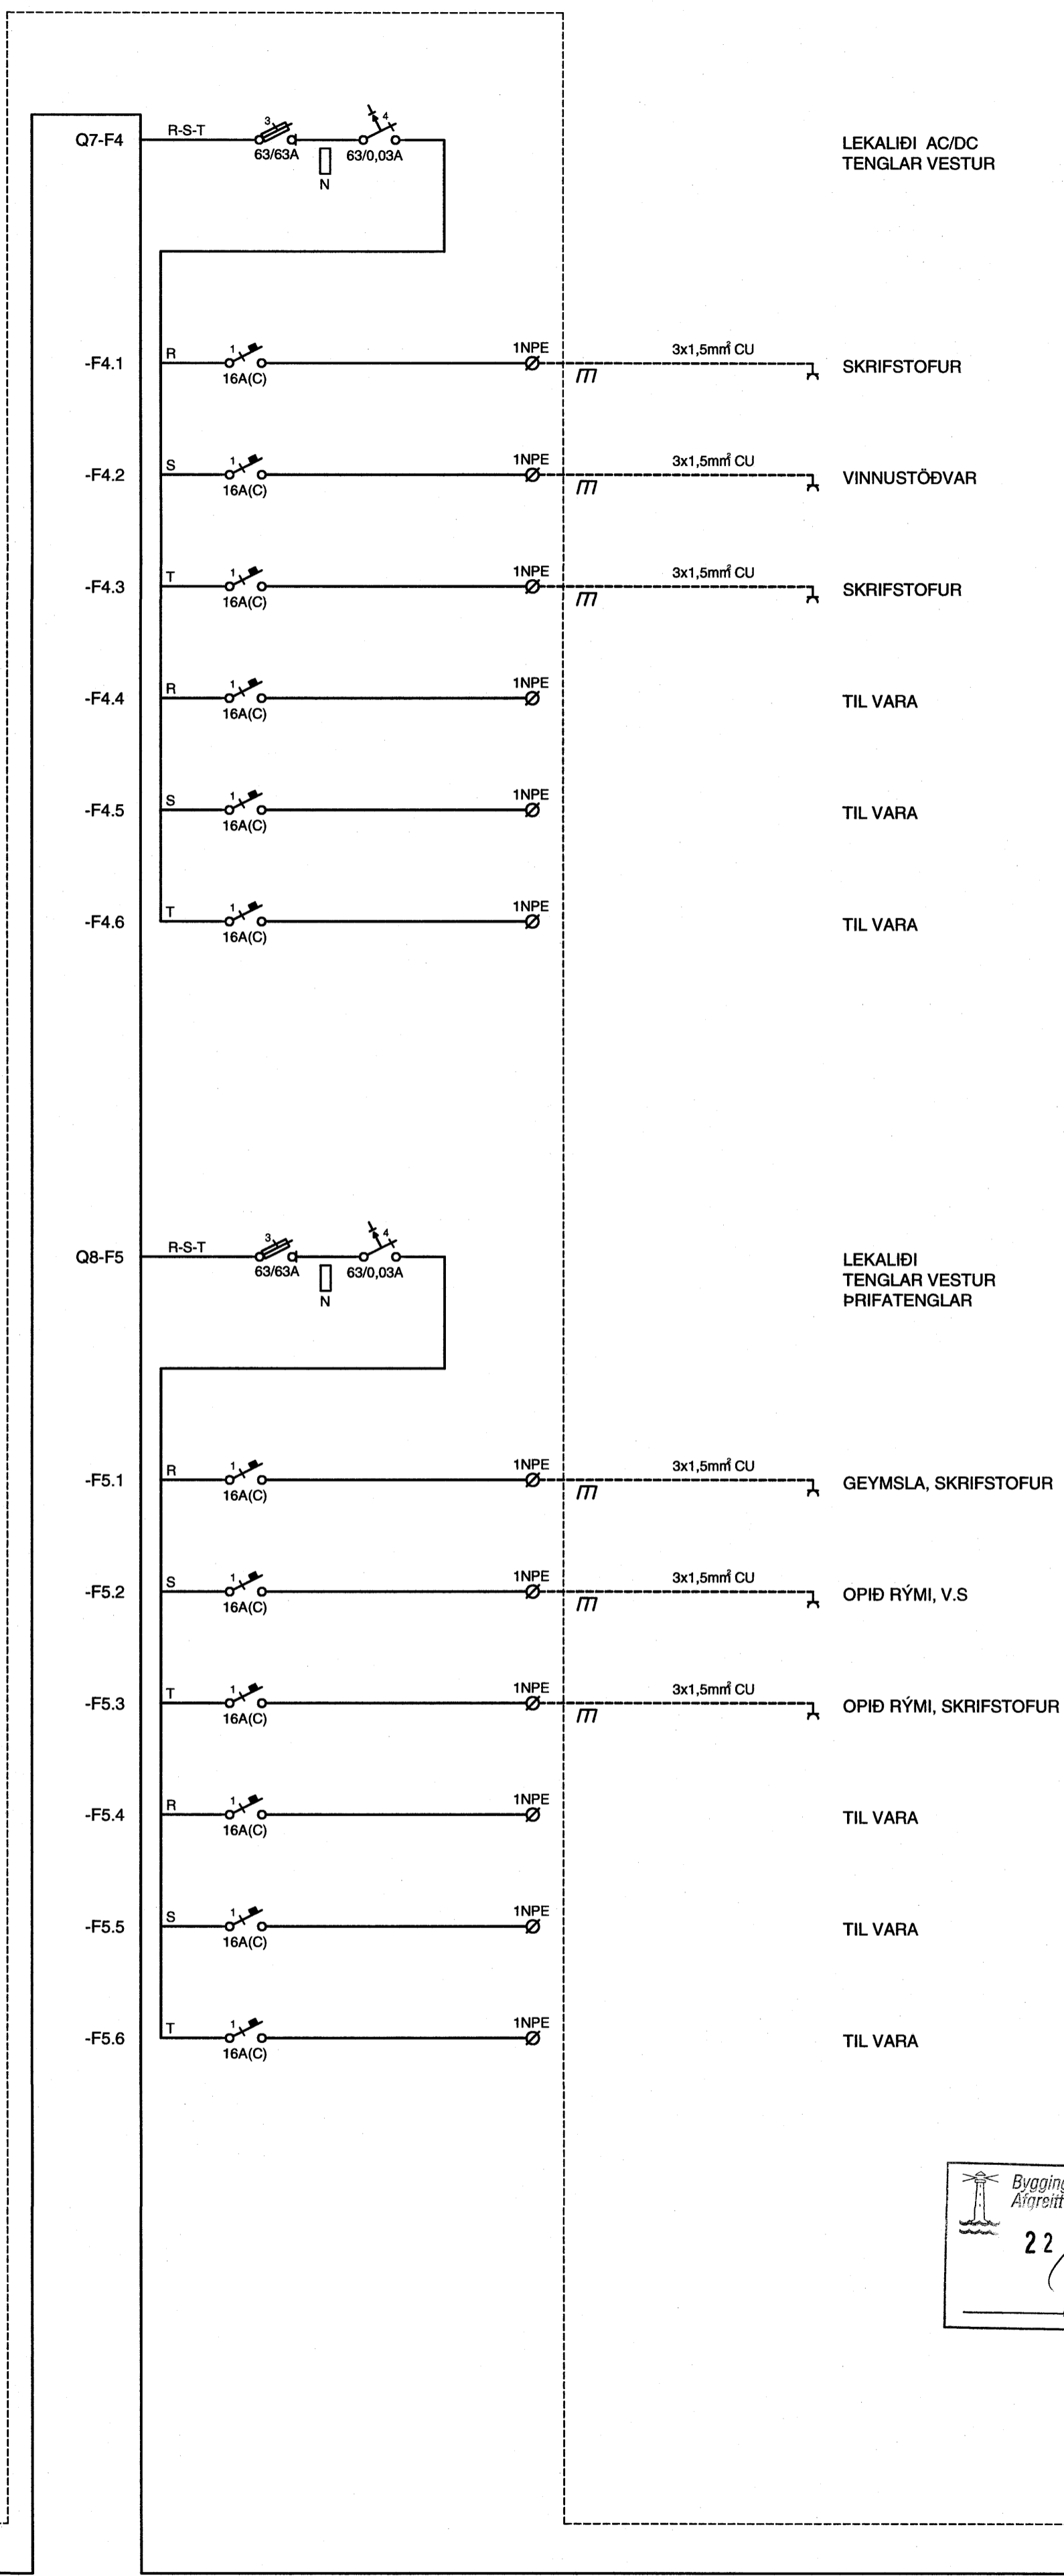 Q7-F4 R-S-T 3 63/63A N 4 63/0,03A LEKALIÐI AC/DC
TENGLAR VESTUR
-F4.1 R 1 16A(C) 1NPE 3x1,5mm² CU SKRIFSTOFUR
-F4.2 S 1 16A(C) 1NPE 3x1,5mm² CU VINNUSTÖÐVAR
-F4.3 T 1 16A(C) 1NPE 3x1,5mm² CU SKRIFSTOFUR
-F4.4 R 1 16A(C) 1NPE TIL VARA
-F4.5 S 1 16A(C) 1NPE TIL VARA
-F4.6 T 1 16A(C) 1NPE TIL VARA
Q8-F5 R-S-T 3 63/63A N 4 63/0,03A LEKALIÐI
TENGLAR VESTUR
ÞRIFATENGLAR
-F5.1 R 1 16A(C) 1NPE 3x1,5mm² CU GEYMSLA, SKRIFSTOFUR
-F5.2 S 1 16A(C) 1NPE 3x1,5mm² CU OPIÐ RÝMI, V.S
-F5.3 T 1 16A(C) 1NPE 3x1,5mm² CU OPIÐ RÝMI, SKRIFSTOFUR
-F5.4 R 1 16A(C) 1NPE TIL VARA
-F5.5 S 1 16A(C) 1NPE TIL VARA
-F5.6 T 1 16A(C) 1NPE TIL VARA
Afgreitt
22